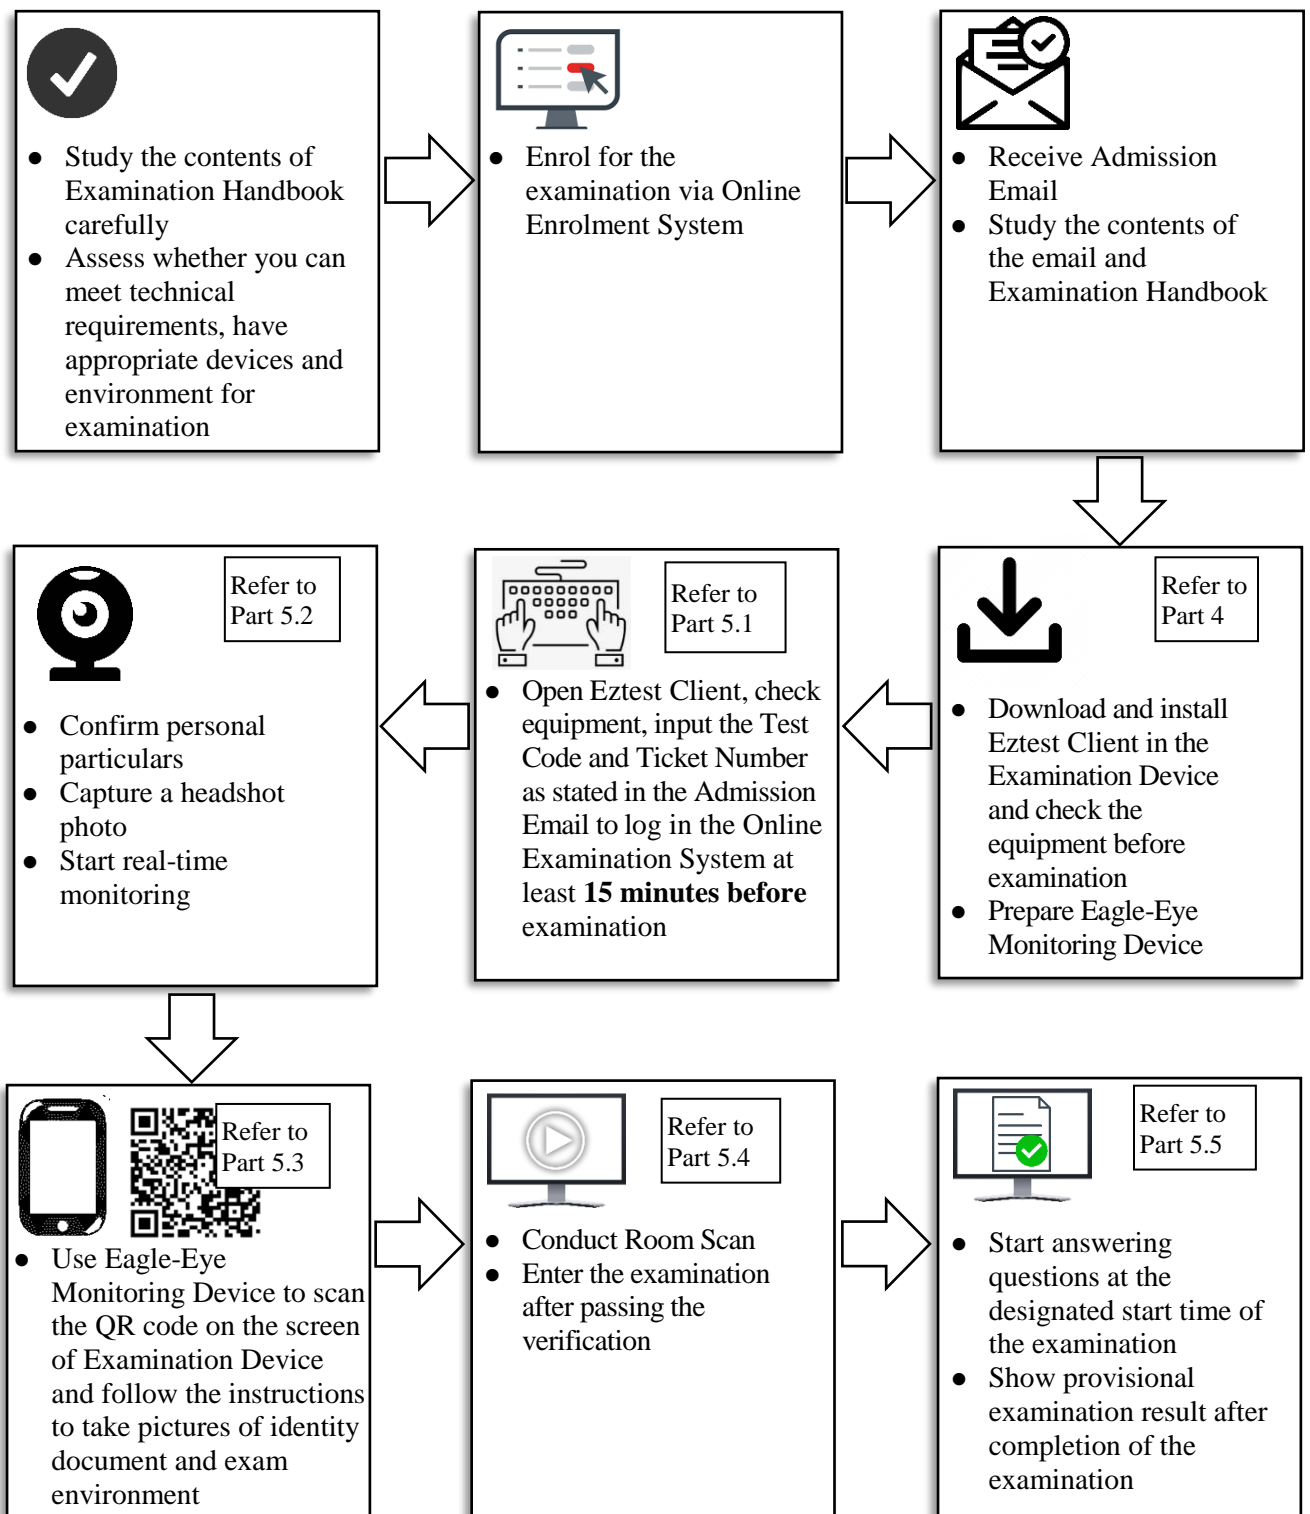 ● Study the contents of
Examination Handbook
carefully
● Assess whether you can
meet technical
requirements, have
appropriate devices and
environment for
examination
● Enrol for the
examination via Online
Enrolment System
● Receive Admission
Email
● Study the contents of
the email and
Examination Handbook
Refer to
Part 4
● Download and install
Eztest Client in the
Examination Device
and check the
equipment before
examination
● Prepare Eagle-Eye
Monitoring Device
Refer to
Part 5.1
● Open Eztest Client, check
equipment, input the Test
Code and Ticket Number
as stated in the Admission
Email to log in the Online
Examination System at
least 15 minutes before
examination
Refer to
Part 5.2
● Confirm personal
particulars
● Capture a headshot
photo
● Start real-time
monitoring
Refer to
Part 5.3
● Use Eagle-Eye
Monitoring Device to scan
the QR code on the screen
of Examination Device
and follow the instructions
to take pictures of identity
document and exam
environment
Refer to
Part 5.4
● Conduct Room Scan
● Enter the examination
after passing the
verification
Refer to
Part 5.5
● Start answering
questions at the
designated start time of
the examination
● Show provisional
examination result after
completion of the
examination